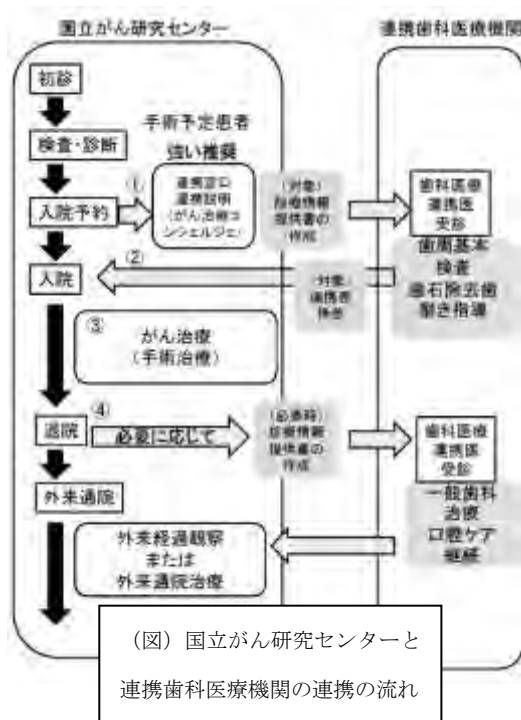 国立がん研究センター
連携歯科医療機関
初診
検査・診断
入院予約
入院
退院
外来通院
手術予定患者
強い推奨
①
連携窓口
連携説明
(がん治療コ
ンシェルジェ)
(対象)
診療情報
提供書の
作成
歯科医療
連携医
受診
歯周基本
検査
歯石除去歯
磨き指導
②
(対象)
③
がん治療
(手術治療)
④
必要に応じて
(必要時)
診療情報
提供書の
作成
歯科医療
連携医
受診
一般歯科
治療
口腔ケア
継続
外来経過観察
または
外来通院治療
(図)国立がん研究センターと
連携歯科医療機関の連携の流れ